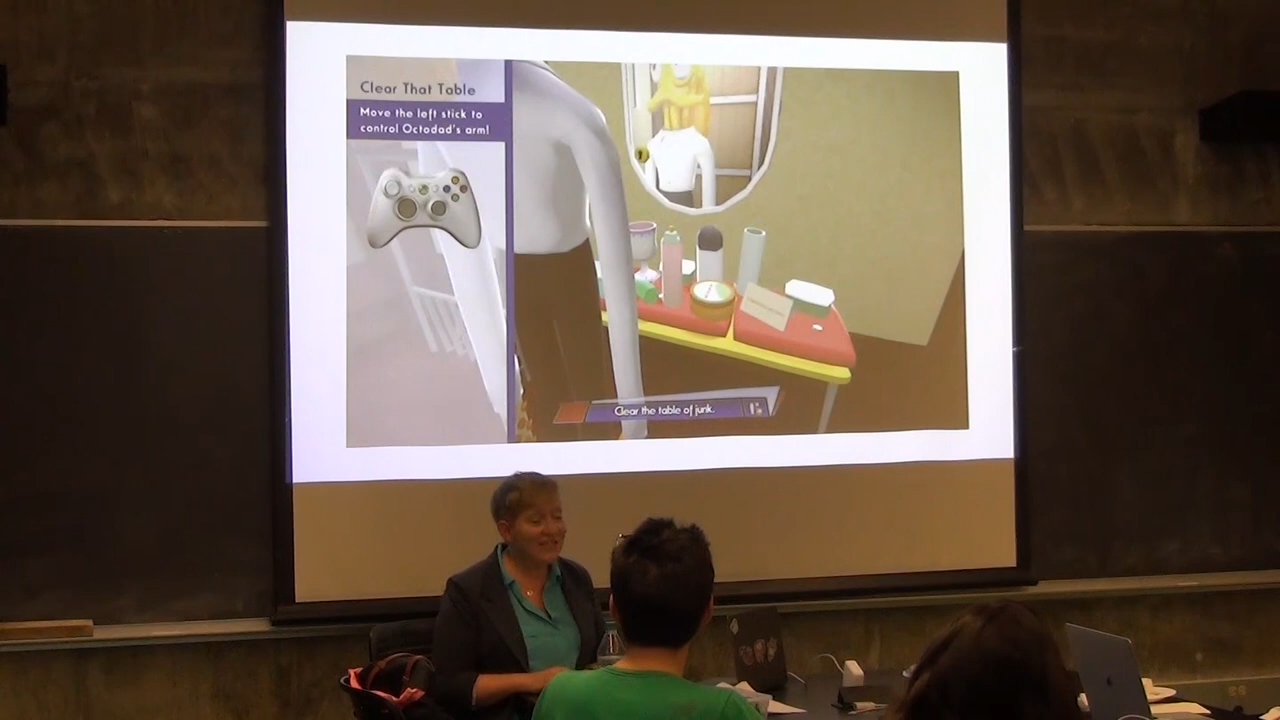 Clear That Table
Move the left stick to
control Octodad's arm!
Clear the table of junk.